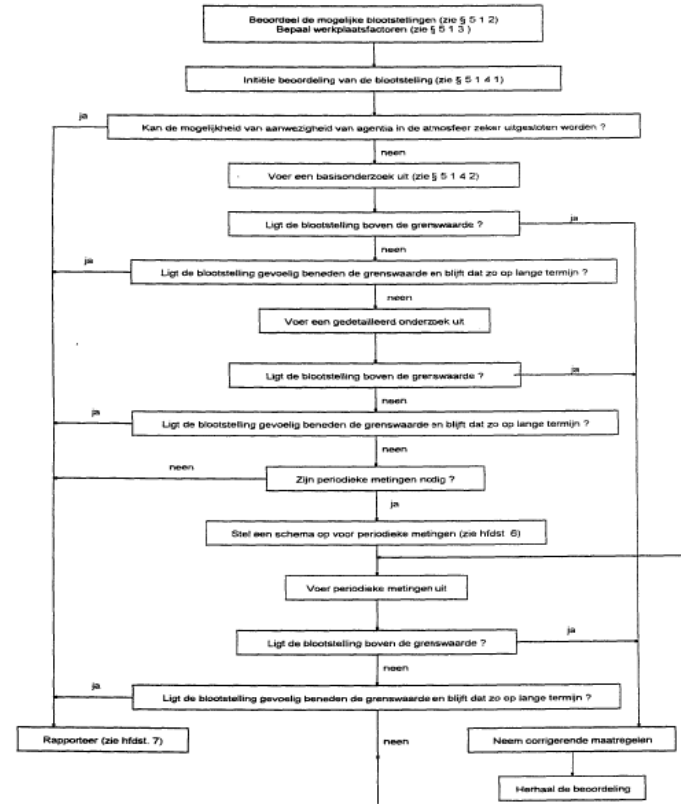 Beoordeel de mogelijke blootstellingen (zie § 5 1 2)
Bepaal werkplaatsfactoren (zie § 5 1 3 )
Initiële beoordeling van de blootstelling (zie § 5 1 4 1)
ja
Kan de mogelijkheid van aanwezigheid van agentia in de atmosfeer zeker uitgesloten worden ?
neen
Voer een basisonderzoek uit (zie § 5 1 4 2)
Ligt de blootstelling boven de grenswaarde ?
ja
neen
ja
Ligt de blootstelling gevoelig beneden de grenswaarde en blijft dat zo op lange termijn ?
neen
Voer een gedetailleerd onderzoek uit
Ligt de blootstelling boven de grenswaarde ?
ja
neen
ja
Ligt de blootstelling gevoelig beneden de grenswaarde en blijft dat zo op lange termijn ?
neen
neen
Zijn periodieke metingen nodig ?
ja
Stel een schema op voor periodieke metingen (zie hfdst 6)
Voer periodieke metingen uit
Ligt de blootstelling boven de grenswaarde ?
ja
neen
ja
Ligt de blootstelling gevoelig beneden de grenswaarde en blijft dat zo op lange termijn ?
Rapporteer (zie hfdst. 7)
neen
Neem corrigerende maatregelen
Herhaal de beoordeling